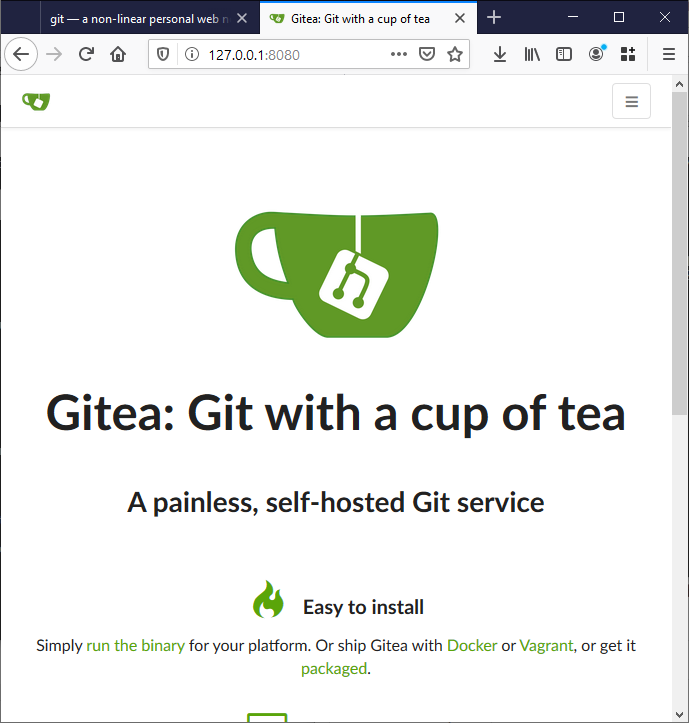 git — a non-linear personal web n
Gitea: Git with a cup of tea
127.0.0.1:8080
Gitea: Git with a cup of tea
A painless, self-hosted Git service
Easy to install
Simply run the binary for your platform. Or ship Gitea with Docker or Vagrant, or get it
packaged.